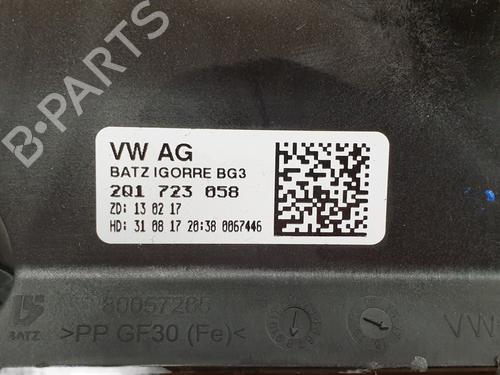 B-PARTS
VW AG
BATZ IGORRE BG3
2Q1 723 058
ZD: 13 02 17
HD: 31 08 17 20:38 0067446
80057285
BATZ
>PP GF30 (Fe)<
VW